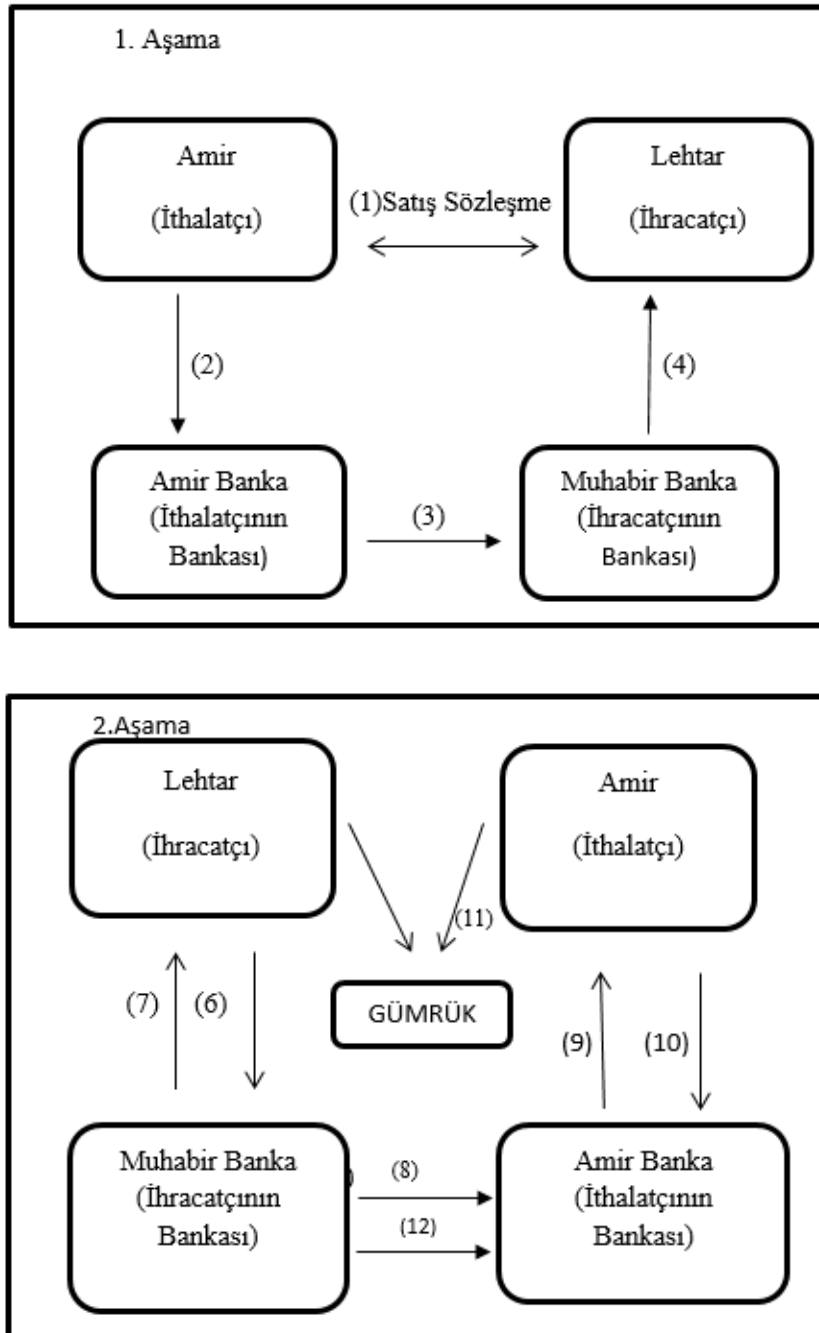 1. Aşama
Amir
(İthalatçı)
(1)Satış Sözleşme
Lehtar
(İhracatçı)
(2)
(4)
Amir Banka
(İthalatçının
Bankası)
(3)
Muhabir Banka
(İhracatçının
Bankası)
2.Aşama
Lehtar
(İhracatçı)
Amir
(İthalatçı)
(11)
(7)
(6)
GÜMRÜK
(9)
(10)
Muhabir Banka
(İhracatçının
Bankası)
)
(8)
(12)
Amir Banka
(İthalatçının
Bankası)